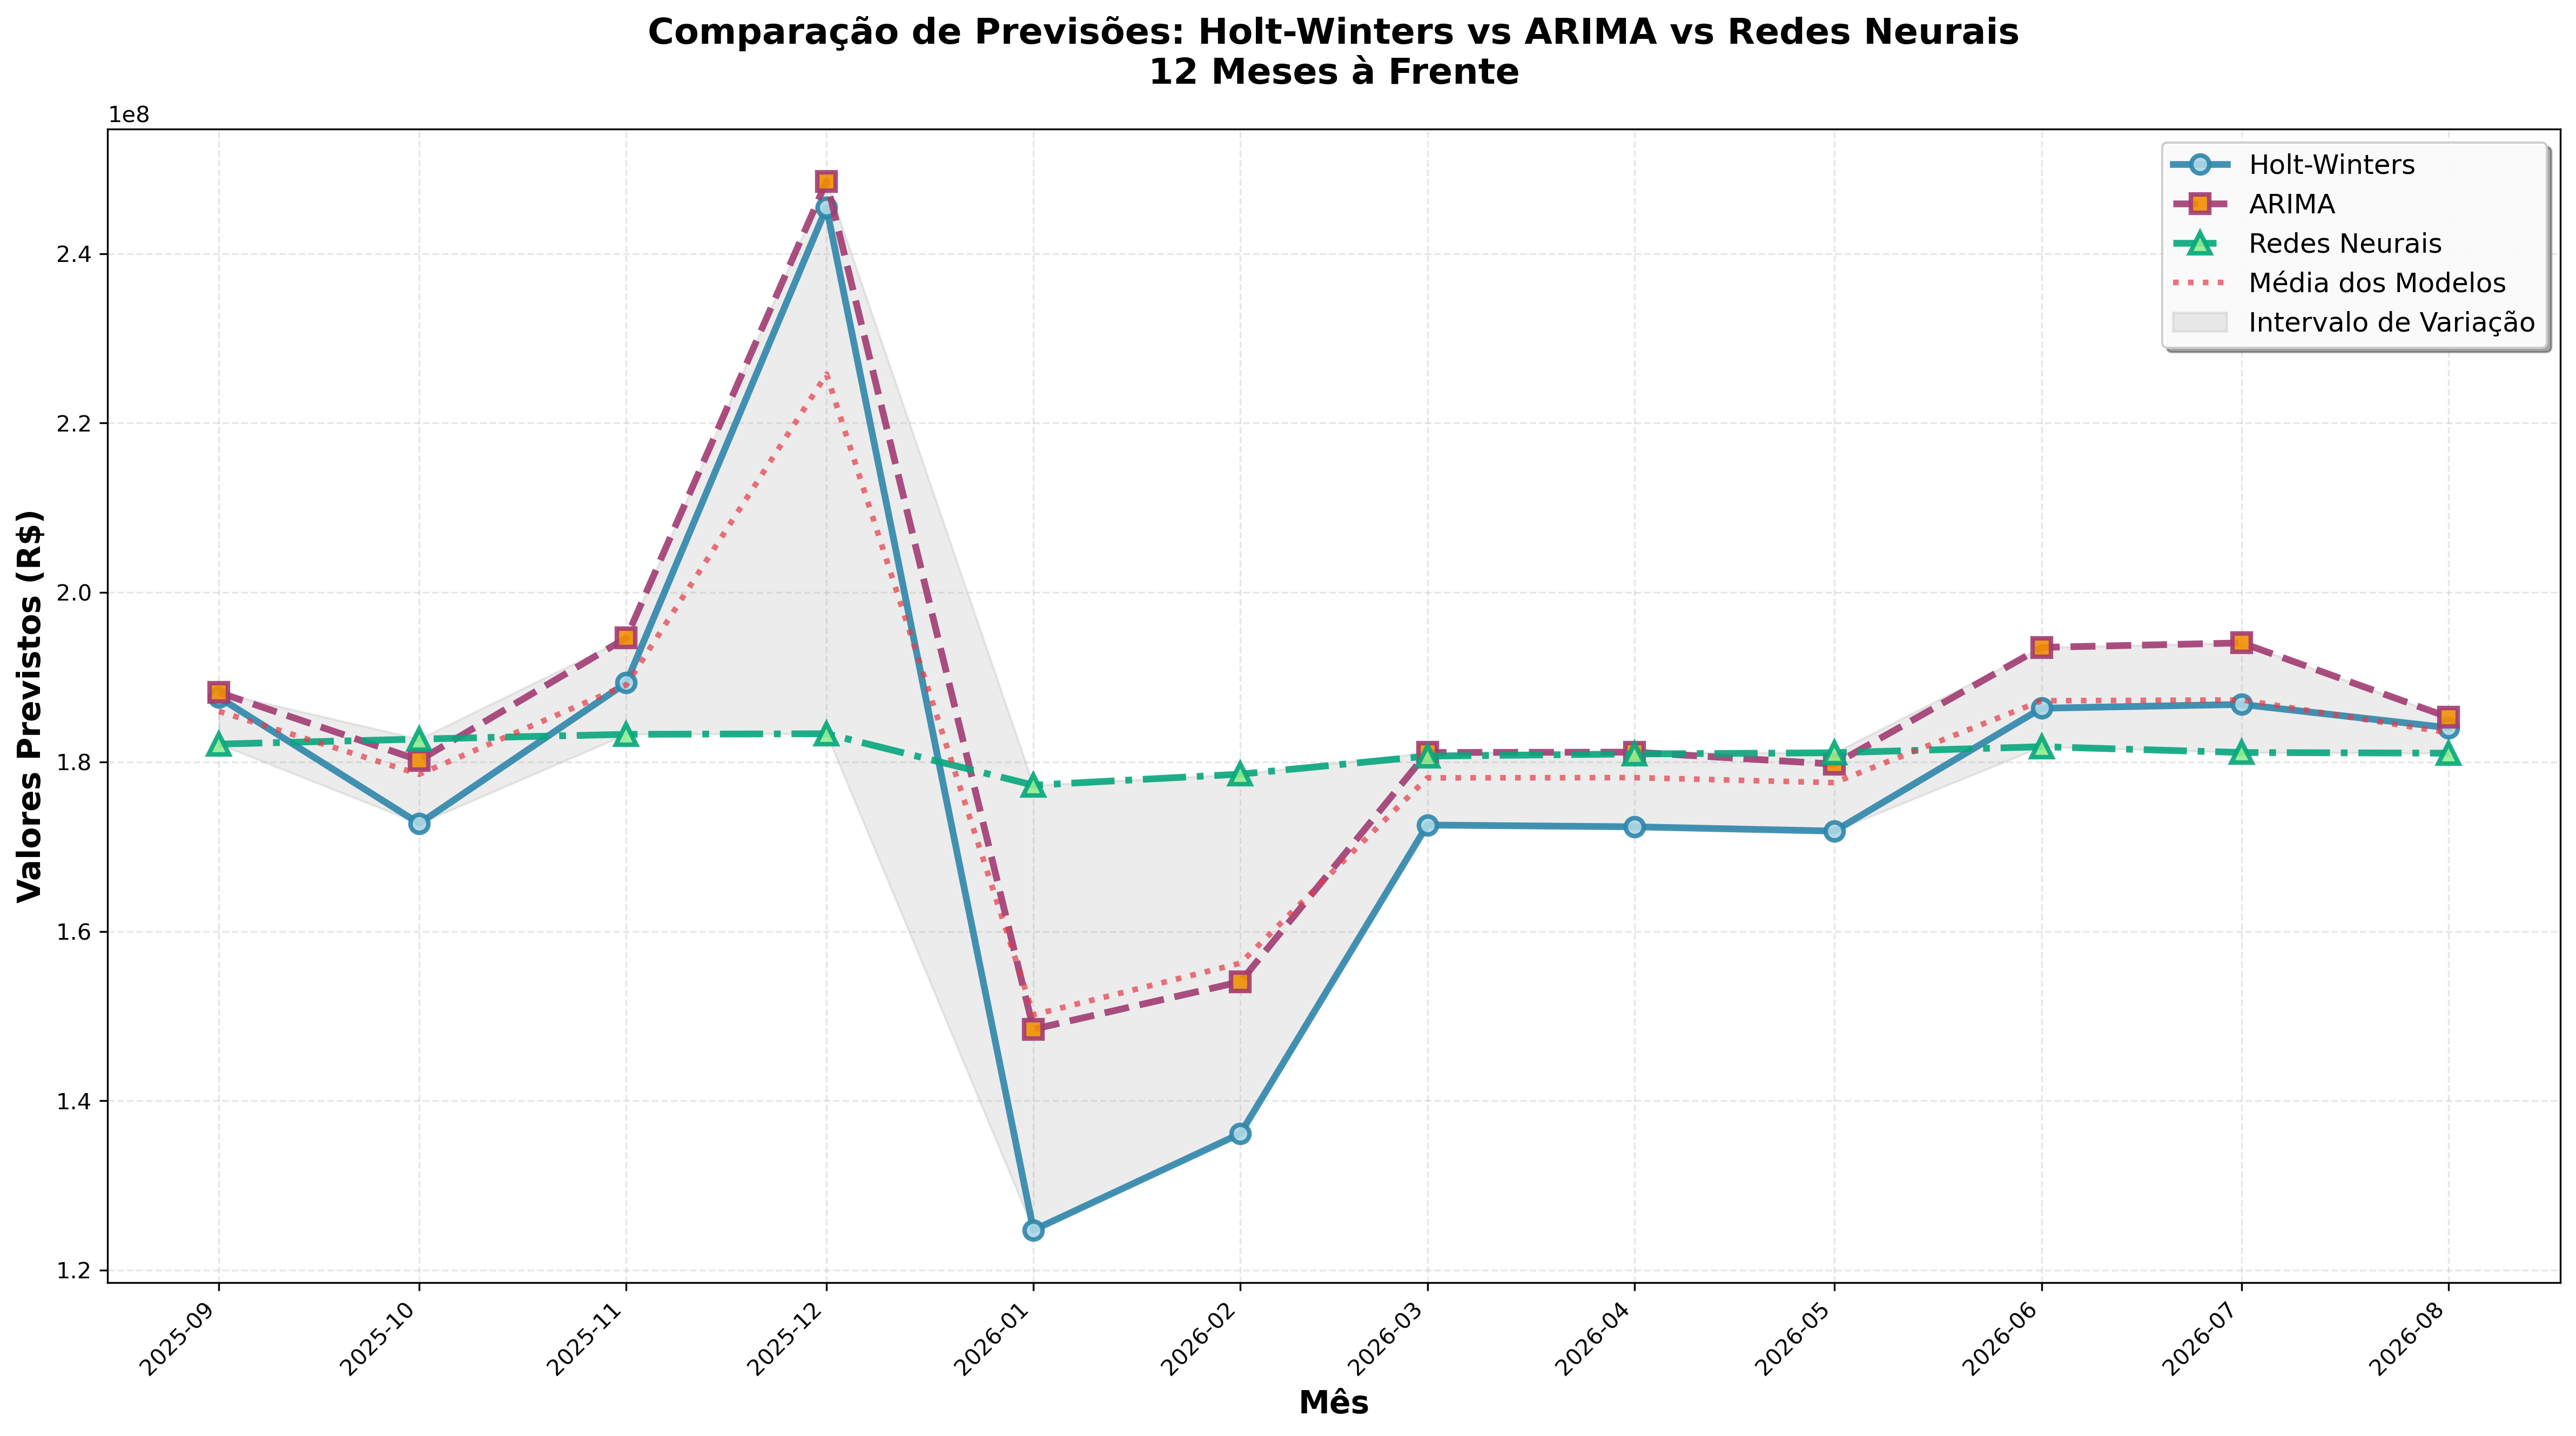 Comparação de Previsões: Holt-Winters vs ARIMA vs Redes Neurais
12 Meses à Frente
1e8
Holt-Winters
ARIMA
Redes Neurais
Média dos Modelos
Intervalo de Variação
Valores Previstos (R$)
2.4
2.2
2.0
1.8
1.6
1.4
1.2
2025-09
2025-10
2025-11
2025-12
2026-01
2026-02
2026-03
2026-04
2026-05
2026-06
2026-07
2026-08
Mês